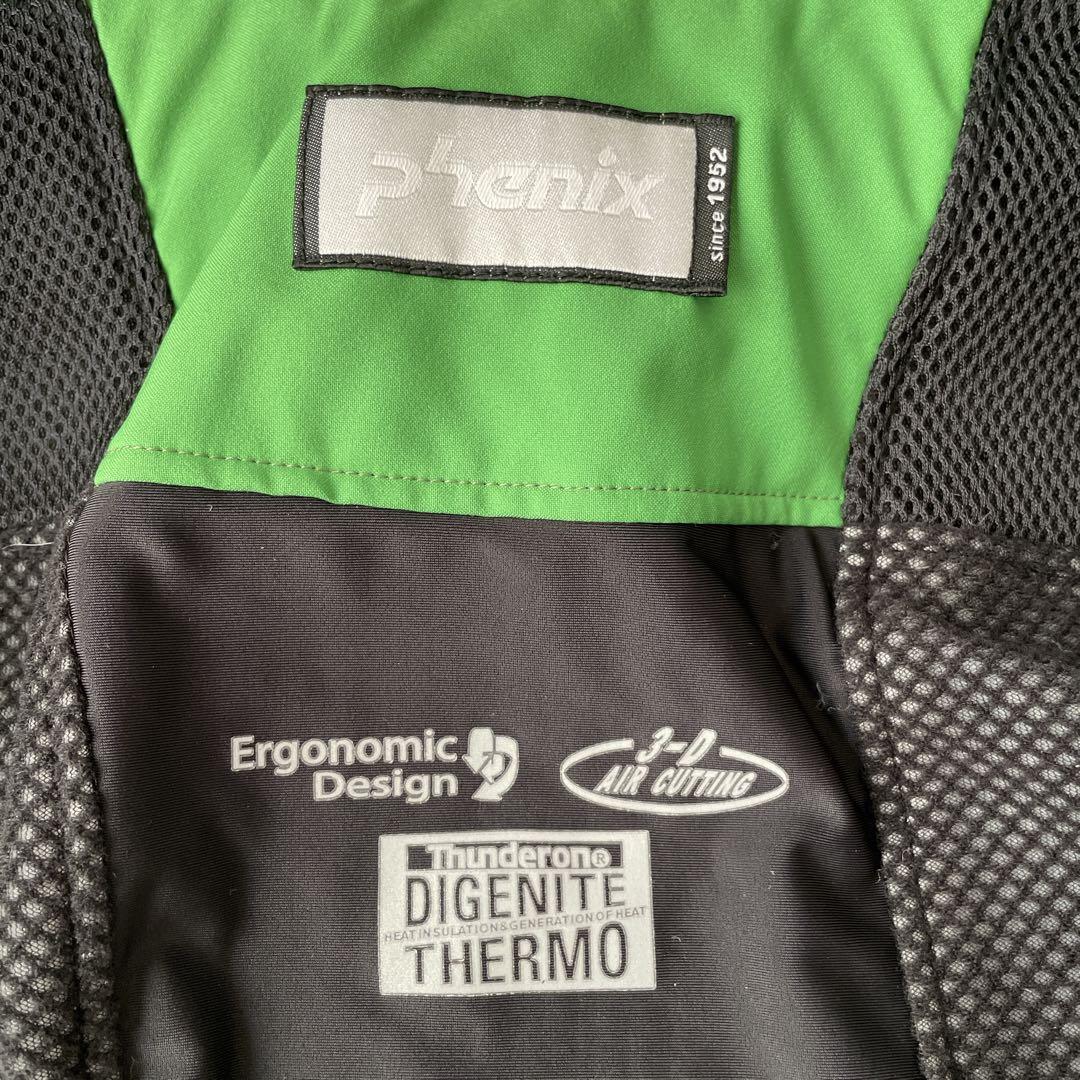 phenix
since 1952
Ergonomic
Design
3-D
AIR CUTTING
Thunderon®
DIGENITE
HEAT INSULATION&GENERATION OF HEAT
THERMO